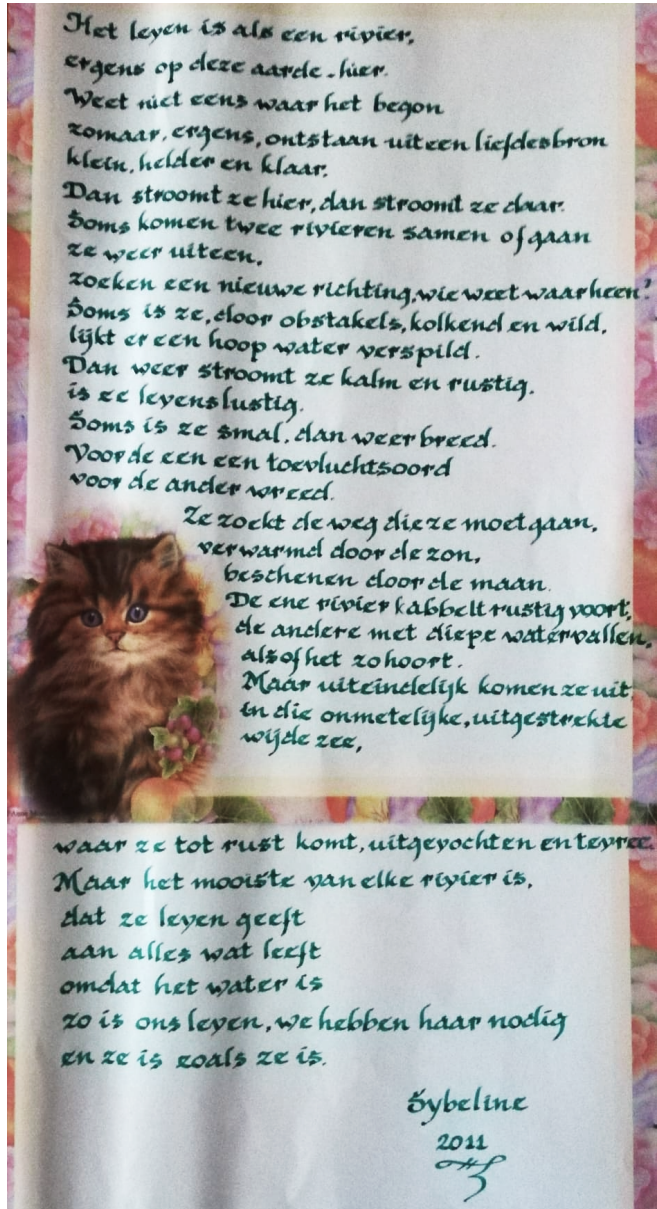 Het leven is als een rivier,
ergens op deze aarde - hier.
Weet niet eens waar het begon
zomaar, ergens, ontstaan uit een liefdesbron
klein, helder en klaar.
Dan stroomt ze hier, dan stroomt ze daar.
Soms komen twee rivieren samen of gaan
ze weer uiteen,
zoeken een nieuwe richting, wie weet waarheen?
Soms is ze, door obstakels, kolkend en wild,
lijkt er een hoop water verspild.
Dan weer stroomt ze kalm en rustig,
is ze levenslustig.
Soms is ze smal, dan weer breed.
Voor de een een toevluchtsoord
voor de ander wreed.
Ze zoekt de weg die ze moet gaan,
verwarmd door de zon,
beschenen door de maan.
De ene rivier kabbelt rustig voort,
de andere met diepe watervallen,
alsof het zo hoort.
Maar uiteindelijk komen ze uit,
in die onmetelijke, uitgestrekte
wijde zee,
waar ze tot rust komt, uitgevochten en tevree.
Maar het mooiste van elke rivier is,
dat ze leven geeft
aan alles wat leeft
omdat het water is
zo is ons leven, we hebben haar nodig
en ze is zoals ze is.
Sybeline
2011